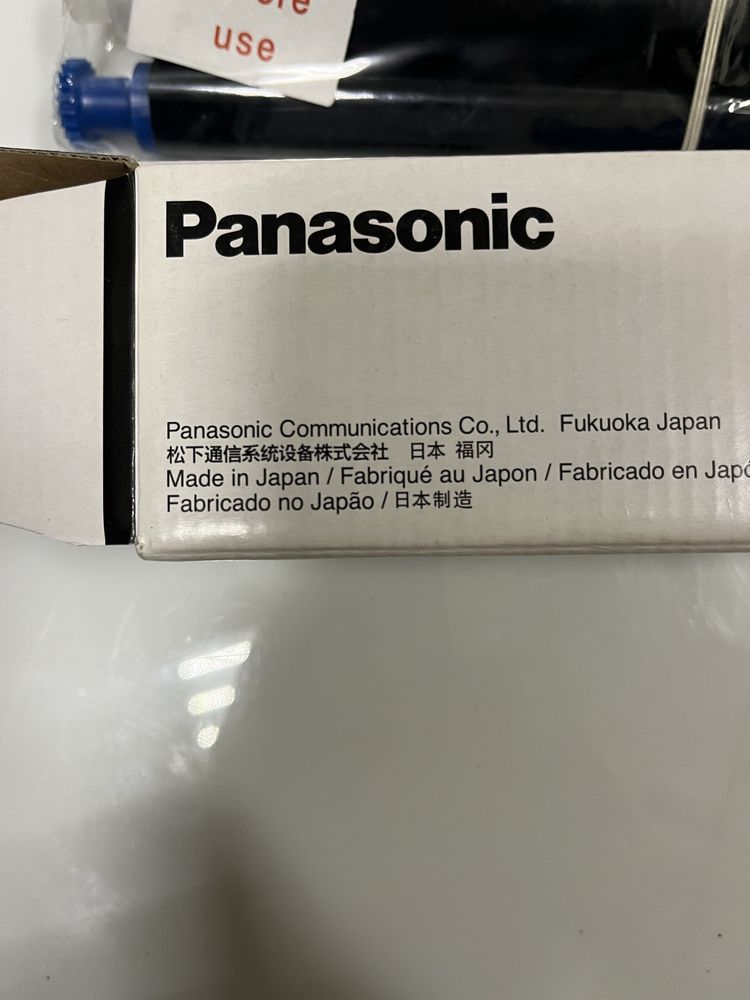 use
Panasonic
Panasonic Communications Co., Ltd. Fukuoka Japan
松下通信系统设备株式会社 日本 福冈
Made in Japan / Fabriqué au Japon / Fabricado en
Fabricado no Japão / 日本制造